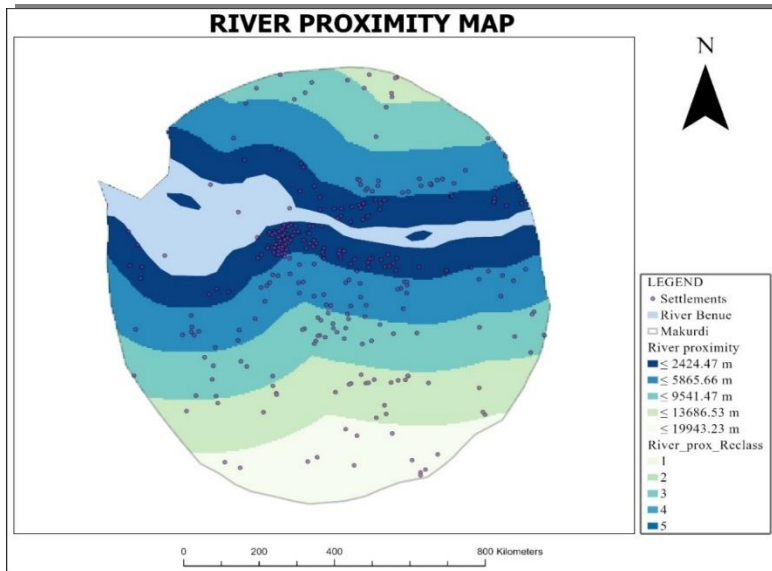 RIVER PROXIMITY MAP
N
LEGEND
Settlements
River Benue
Makurdi
River proximity
≤ 2424.47 m
≤ 5865.66 m
≤ 9541.47 m
≤ 13686.53 m
≤ 19943.23 m
River_prox_Reclass
1
2
3
4
5
0 200 400 800 Kilometers